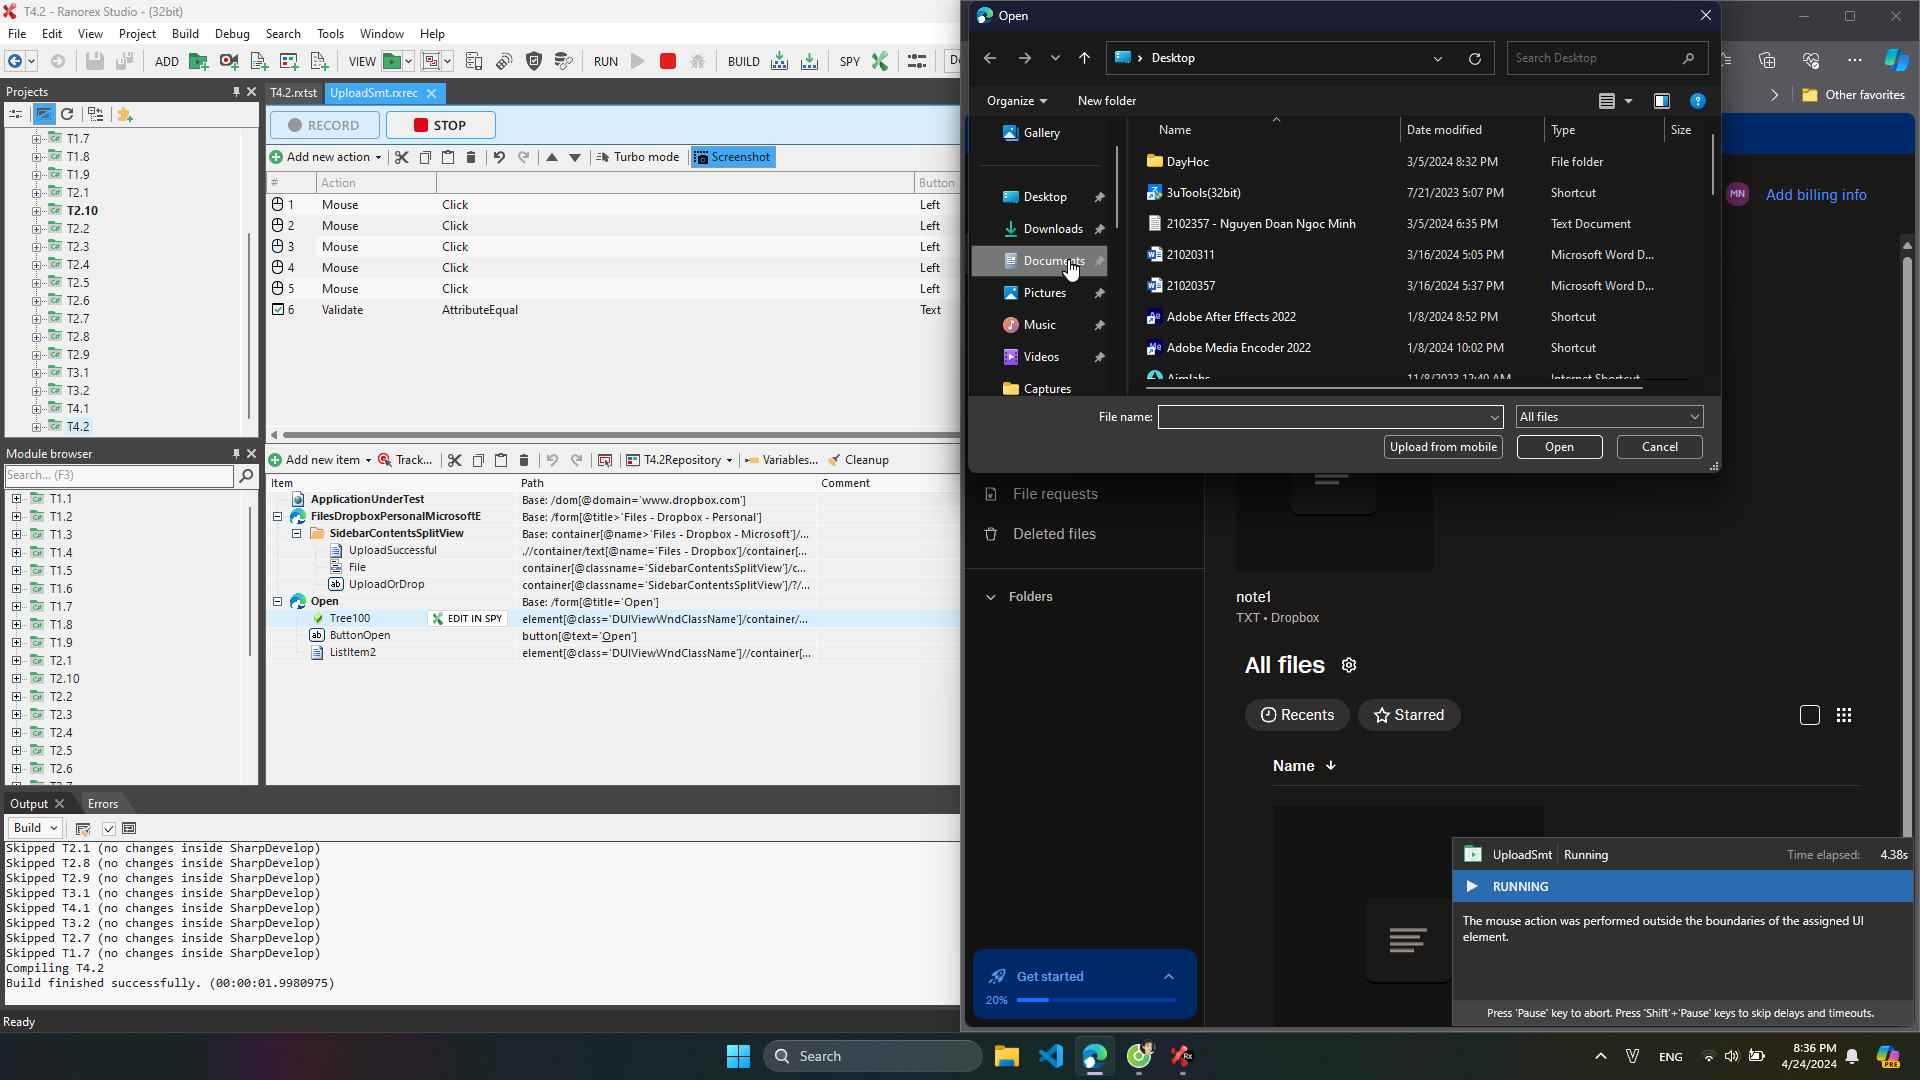 T4.2 - Ranorex Studio - (32bit)
File Edit View Project Build Debug Search Tools Window Help
ADD VIEW RUN BUILD SPY
Projects
T1.7
T1.8
T1.9
T2.1
T2.10
T2.2
T2.3
T2.4
T2.5
T2.6
T2.7
T2.8
T2.9
T3.1
T3.2
T4.1
T4.2
Module browser
Search... (F3)
T1.1
T1.2
T1.3
T1.4
T1.5
T1.6
T1.7
T1.8
T1.9
T2.1
T2.10
T2.2
T2.3
T2.4
T2.5
T2.6
T4.2.rxtst UploadSmt.rxrec
RECORD STOP
Add new action Turbo mode Screenshot
# Action Button
1 Mouse Click Left
2 Mouse Click Left
3 Mouse Click Left
4 Mouse Click Left
5 Mouse Click Left
6 Validate AttributeEqual Text
Add new item Track... T4.2Repository Variables... Cleanup
Item Path Comment
ApplicationUnderTest Base: /dom[@domain='www.dropbox.com']
FilesDropboxPersonalMicrosoftE Base: /form[@title>'Files - Dropbox - Personal']
SidebarContentsSplitView Base: container[@name>'Files - Dropbox - Microsoft']/...
UploadSuccessful .//container/text[@name='Files - Dropbox']/container[...
File container[@classname='SidebarContentsSplitView']/c...
UploadOrDrop container[@classname='SidebarContentsSplitView']/?/...
Open Base: /form[@title='Open']
Tree100 EDIT IN SPY element[@class='DUIViewWndClassName']/container/...
ButtonOpen button[@text='Open']
ListItem2 element[@class='DUIViewWndClassName']//container[...
Output Errors
Build
Skipped T2.1 (no changes inside SharpDevelop)
Skipped T2.8 (no changes inside SharpDevelop)
Skipped T2.9 (no changes inside SharpDevelop)
Skipped T3.1 (no changes inside SharpDevelop)
Skipped T4.1 (no changes inside SharpDevelop)
Skipped T3.2 (no changes inside SharpDevelop)
Skipped T2.7 (no changes inside SharpDevelop)
Skipped T1.7 (no changes inside SharpDevelop)
Compiling T4.2
Build finished successfully. (00:00:01.9980975)
Ready
Open
Desktop
Search Desktop
Organize New folder
Gallery
Desktop
Downloads
Documents
Pictures
Music
Videos
Captures
Name Date modified Type Size
DayHoc 3/5/2024 8:32 PM File folder
3uTools(32bit) 7/21/2023 5:07 PM Shortcut
2102357 - Nguyen Doan Ngoc Minh 3/5/2024 6:35 PM Text Document
21020311 3/16/2024 5:05 PM Microsoft Word D...
21020357 3/16/2024 5:37 PM Microsoft Word D...
Adobe After Effects 2022 1/8/2024 8:52 PM Shortcut
Adobe Media Encoder 2022 1/8/2024 10:02 PM Shortcut
Aimlabs 11/8/2023 12:40 AM Internet Shortcut
File name: All files
Upload from mobile Open Cancel
Other favorites
MN Add billing info
File requests
Deleted files
Folders
note1
TXT • Dropbox
All files
Recents Starred
Name
Get started
20%
UploadSmt Running Time elapsed: 4.38s
RUNNING
The mouse action was performed outside the boundaries of the assigned UI
element.
Press 'Pause' key to abort. Press 'Shift'+'Pause' keys to skip delays and timeouts.
Search
ENG
8:36 PM
4/24/2024